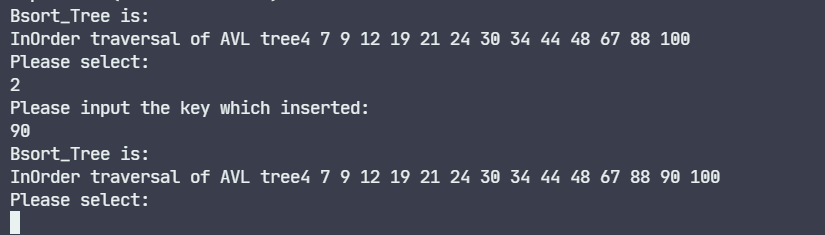 Bsort_Tree is:
InOrder traversal of AVL tree4 7 9 12 19 21 24 30 34 44 48 67 88 100
Please select:
2
Please input the key which inserted:
90
Bsort_Tree is:
InOrder traversal of AVL tree4 7 9 12 19 21 24 30 34 44 48 67 88 90 100
Please select: